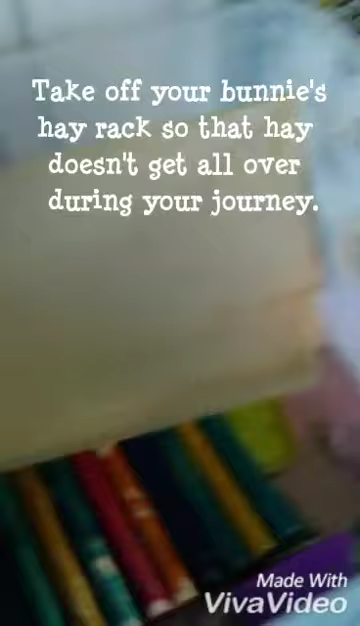 Take off your bunnie's
hay rack so that hay
doesn't get all over
during your journey.
Made With
VivaVideo